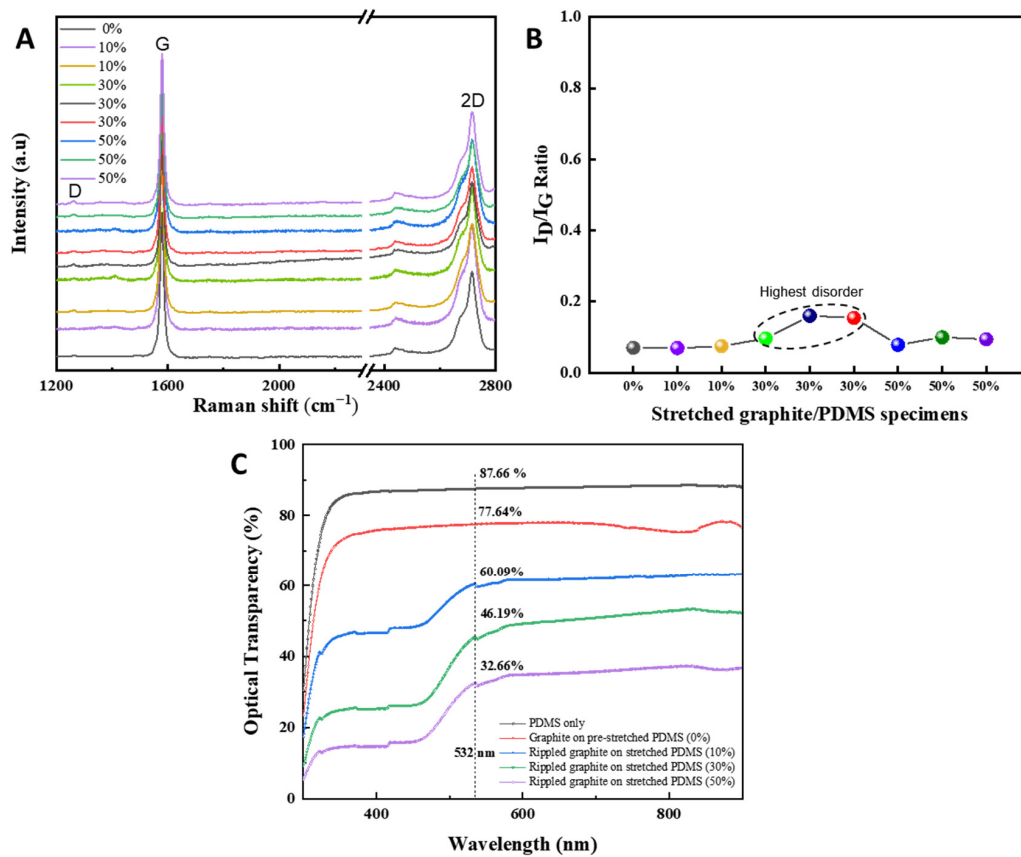 A
0%
10%
10%
30%
30%
30%
50%
50%
50%
D
G
2D
Intensity (a.u)
1200
1600
2000
2400
2800
Raman shift (cm⁻¹)
B
1.0
0.8
0.6
0.4
0.2
0.0
I_D/I_G Ratio
Highest disorder
0%
10%
10%
30%
30%
30%
50%
50%
50%
Stretched graphite/PDMS specimens
C
100
80
60
40
20
0
Optical Transparency (%)
87.66 %
77.64%
60.09%
46.19%
32.66%
532 nm
PDMS only
Graphite on pre-stretched PDMS (0%)
Rippled graphite on stretched PDMS (10%)
Rippled graphite on stretched PDMS (30%)
Rippled graphite on stretched PDMS (50%)
400
600
800
Wavelength (nm)